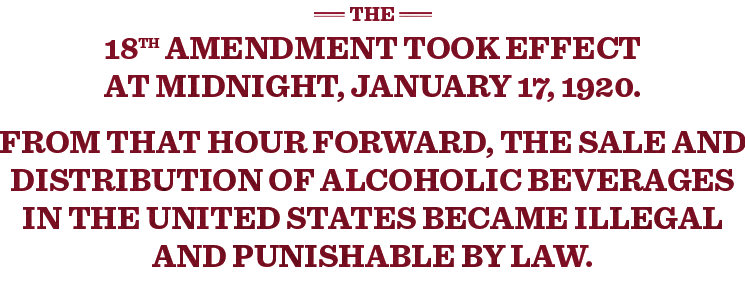 THE
18TH AMENDMENT TOOK EFFECT
AT MIDNIGHT, JANUARY 17, 1920.
FROM THAT HOUR FORWARD, THE SALE AND
DISTRIBUTION OF ALCOHOLIC BEVERAGES
IN THE UNITED STATES BECAME ILLEGAL
AND PUNISHABLE BY LAW.